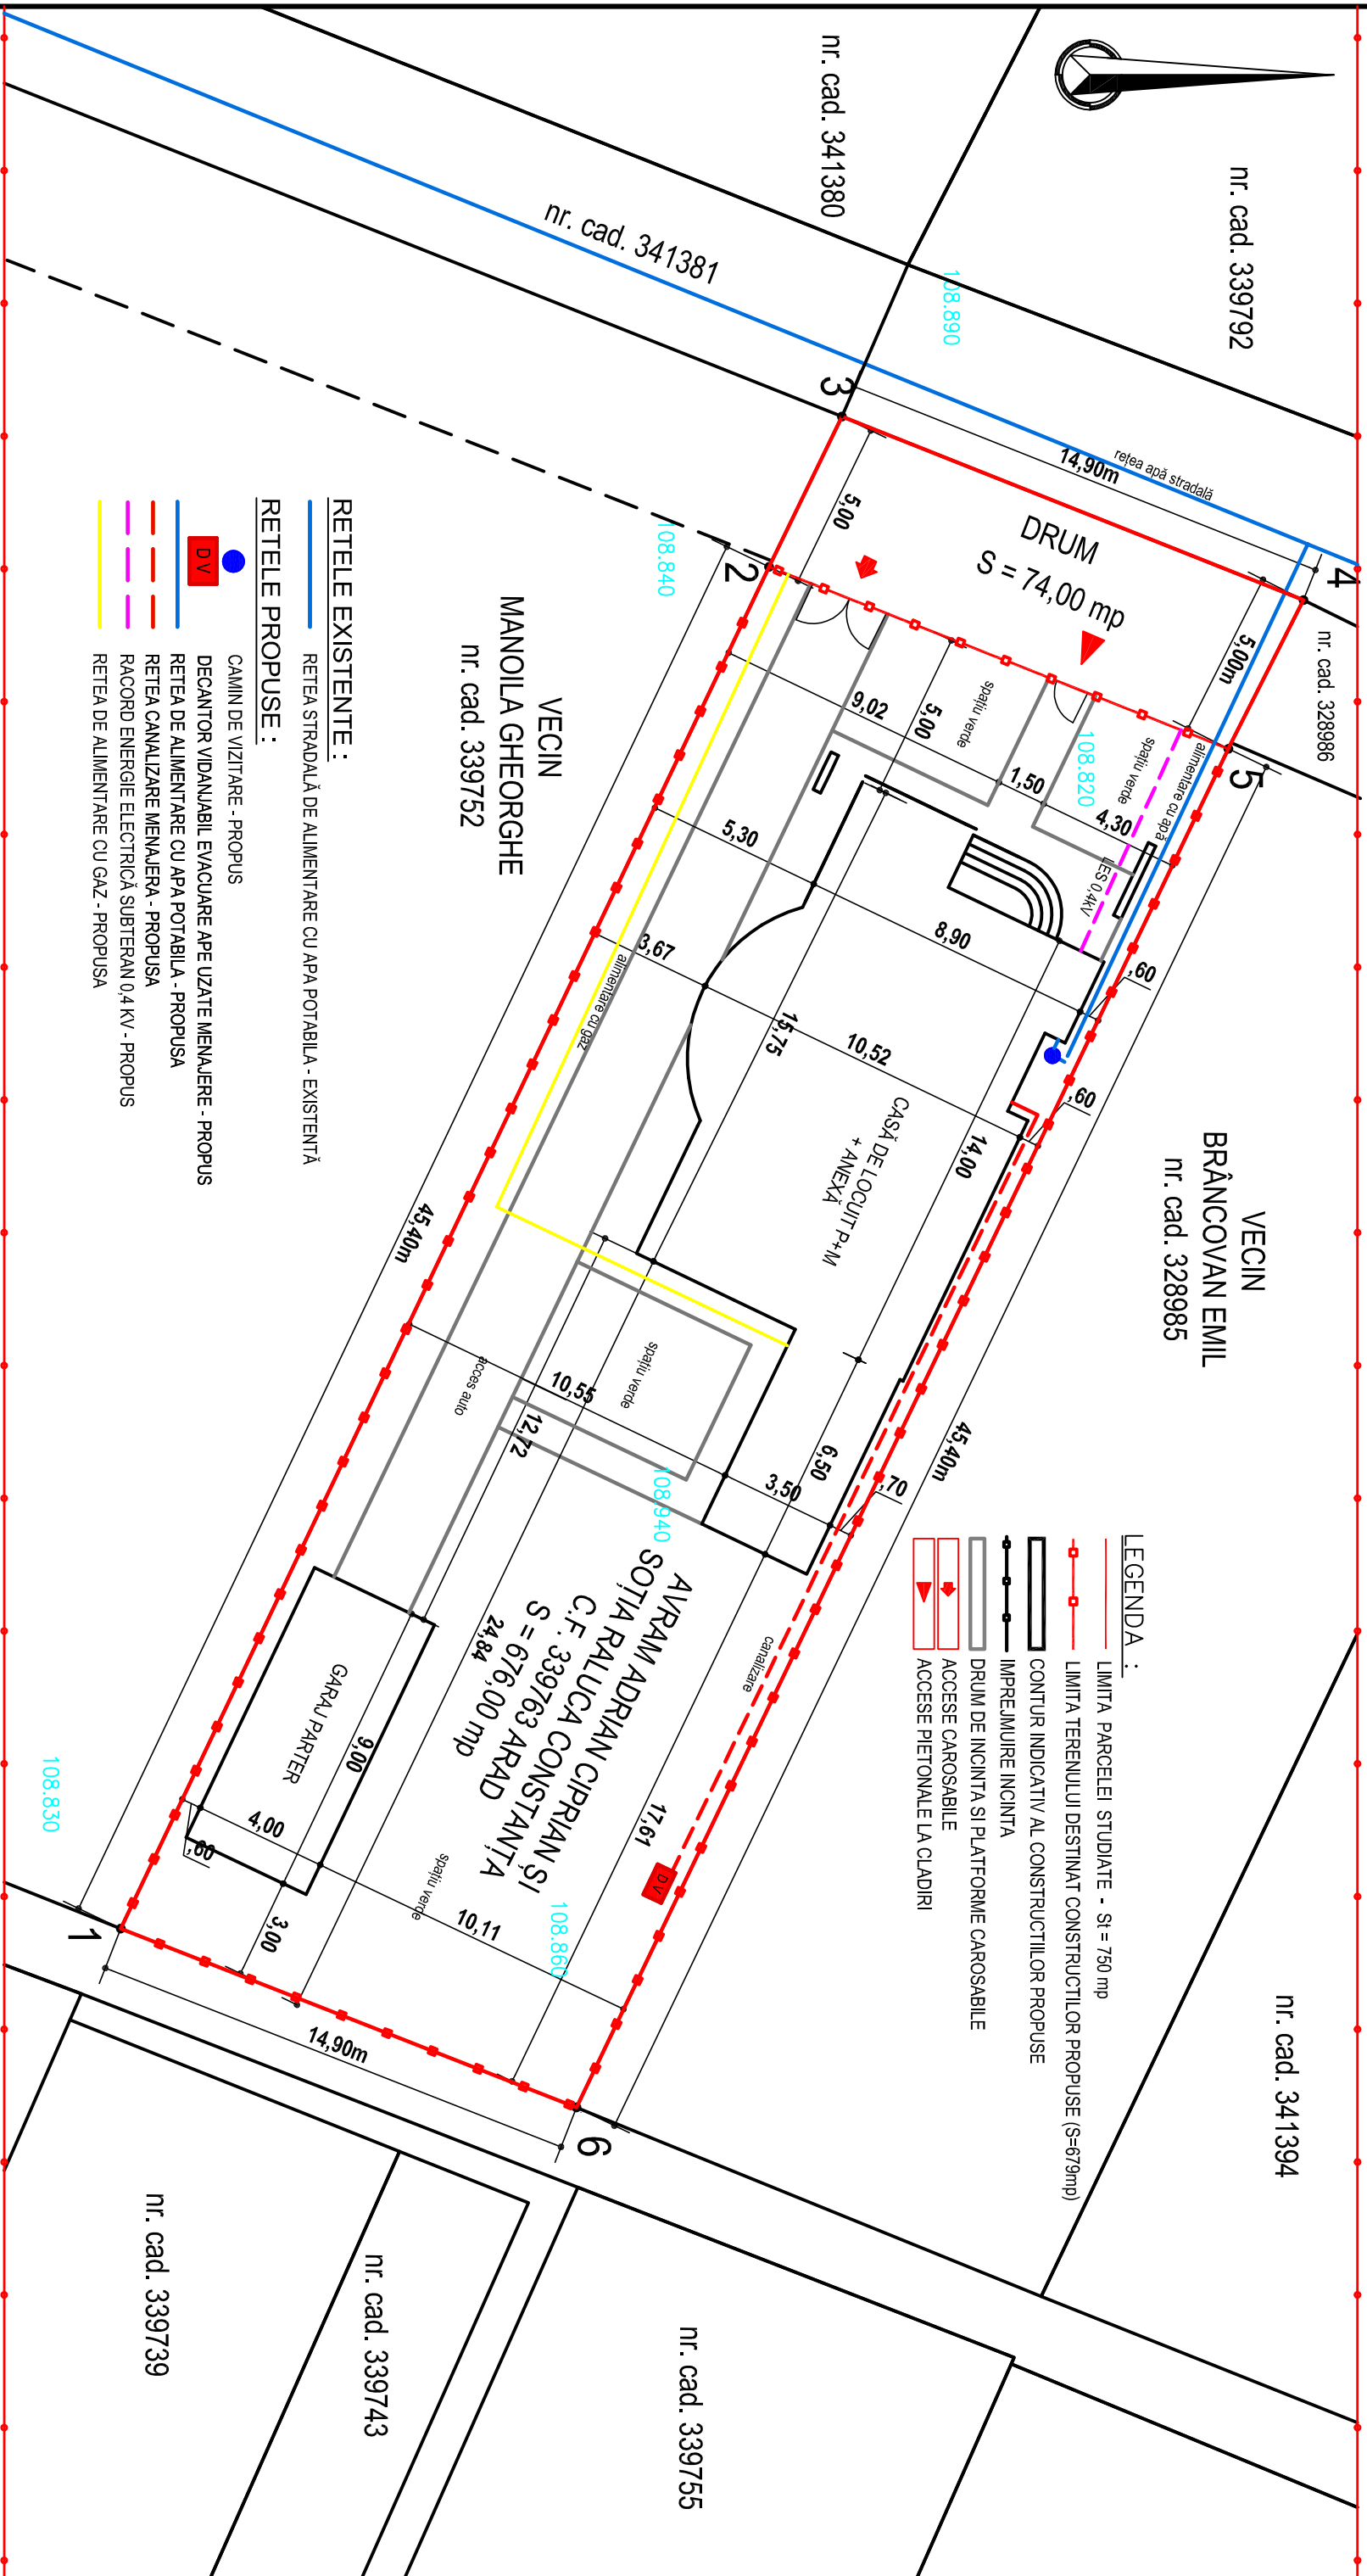 nr. cad. 339792
nr. cad. 341380
nr. cad. 341381
108.890
3
14,90m
rețea apă stradală
4
nr. cad. 328986
DRUM
S = 74,00 mp
5,00
5,00m
108.840
2
5
9,02
5,00
spațiu verde
1,50
108.820
spațiu verde
4,30
alimentare cu apă
LES 0,4KV
5,30
8,90
,60
3,67
alimentare cu gaz
15,75
10,52
,60
14,00
CASĂ DE LOCUIT P+M
+ ANEXĂ
VECIN
MANOILA GHEORGHE
nr. cad. 339752
VECIN
BRÂNCOVAN EMIL
nr. cad. 328985
45,40m
45,40m
acces auto
spațiu verde
10,55
12,72
108.940
3,50
6,50
,70
AVRAM ADRIAN CIPRIAN ȘI
SOȚIA RALUCA CONSTANȚA
C.F. 339763 ARAD
S = 676,00 mp
24,84
canalizare
GARAJ PARTER
9,00
4,00
,60
3,00
17,61
DV
spațiu verde
10,11
108.860
108.830
1
14,90m
6
RETELE EXISTENTE :
RETEA STRADALĂ DE ALIMENTARE CU APA POTABILA - EXISTENTĂ
RETELE PROPUSE :
CAMIN DE VIZITARE - PROPUS
DV
DECANTOR VIDANJABIL EVACUARE APE UZATE MENAJERE - PROPUS
RETEA DE ALIMENTARE CU APA POTABILA - PROPUSA
RETEA CANALIZARE MENAJERA - PROPUSA
RACORD ENERGIE ELECTRICĂ SUBTERAN 0,4 KV - PROPUS
RETEA DE ALIMENTARE CU GAZ - PROPUSA
LEGENDA :
LIMITA PARCELEI STUDIATE - St = 750 mp
LIMITA TERENULUI DESTINAT CONSTRUCTIILOR PROPUSE (S=679mp)
CONTUR INDICATIV AL CONSTRUCTIILOR PROPUSE
IMPREJMUIRE INCINTA
DRUM DE INCINTA SI PLATFORME CAROSABILE
ACCESE CAROSABILE
ACCESE PIETONALE LA CLADIRI
nr. cad. 341394
nr. cad. 339739
nr. cad. 339743
nr. cad. 339755